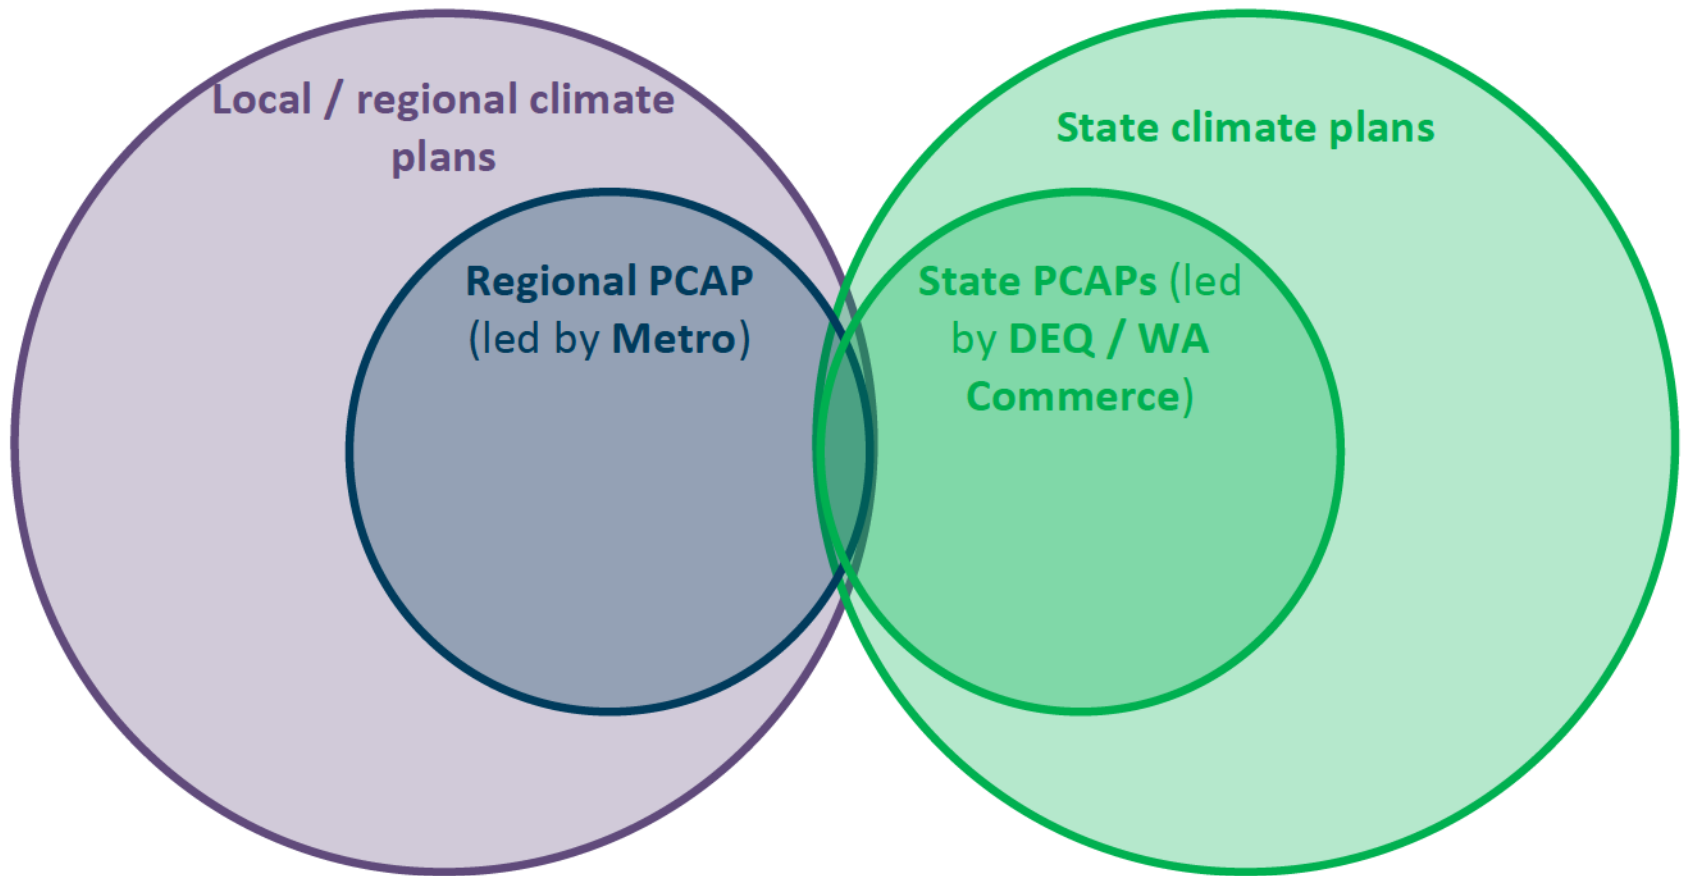 Local / regional climate
plans
State climate plans
Regional PCAP
(led by Metro)
State PCAPs (led
by DEQ / WA
Commerce)